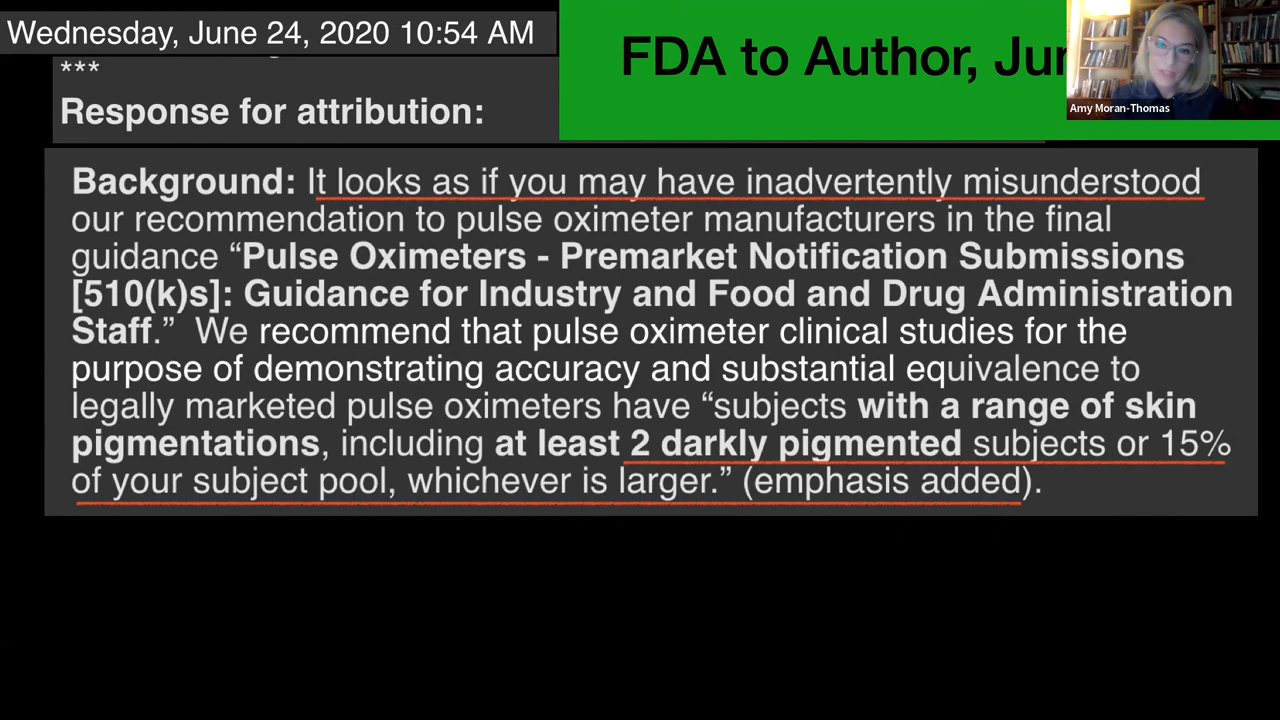 Wednesday, June 24, 2020 10:54 AM
FDA to Author, Jun
Amy Moran-Thomas
***
Response for attribution:
Background: It looks as if you may have inadvertently misunderstood
our recommendation to pulse oximeter manufacturers in the final
guidance “Pulse Oximeters - Premarket Notification Submissions
[510(k)s]: Guidance for Industry and Food and Drug Administration
Staff.” We recommend that pulse oximeter clinical studies for the
purpose of demonstrating accuracy and substantial equivalence to
legally marketed pulse oximeters have “subjects with a range of skin
pigmentations, including at least 2 darkly pigmented subjects or 15%
of your subject pool, whichever is larger.” (emphasis added).